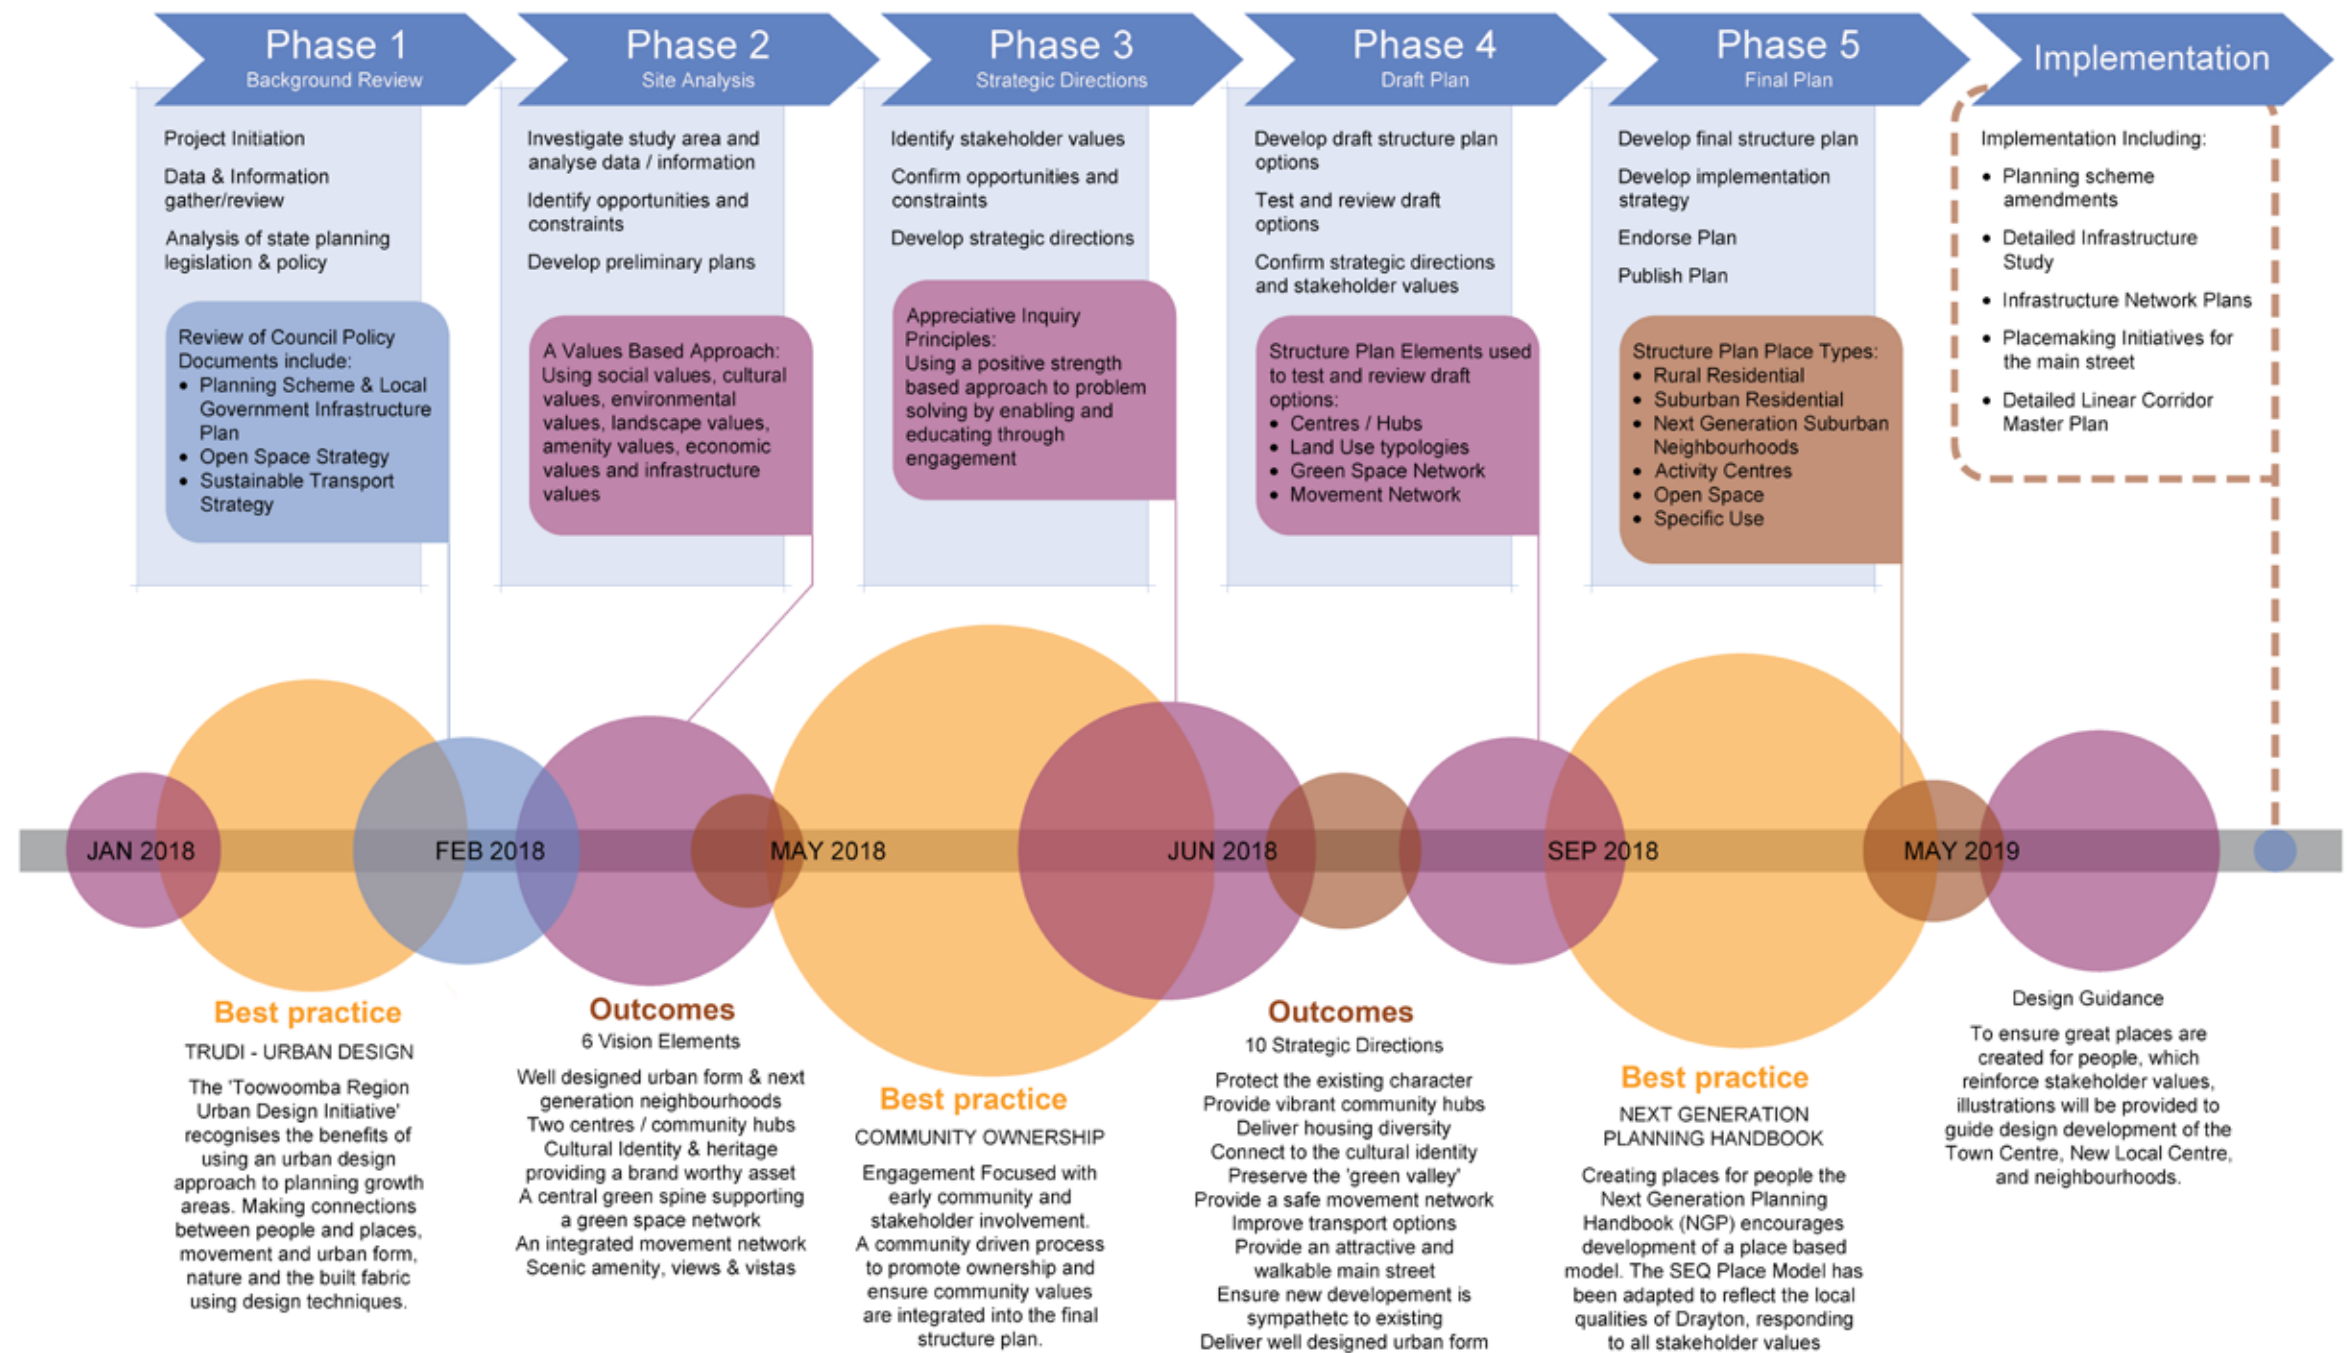 Phase 1
Background Review
Project Initiation
Data & Information
gather/review
Analysis of state planning
legislation & policy
Review of Council Policy
Documents include:
• Planning Scheme & Local
Government Infrastructure
Plan
• Open Space Strategy
• Sustainable Transport
Strategy
Phase 2
Site Analysis
Investigate study area and
analyse data / information
Identify opportunities and
constraints
Develop preliminary plans
A Values Based Approach:
Using social values, cultural
values, environmental
values, landscape values,
amenity values, economic
values and infrastructure
values
Phase 3
Strategic Directions
Identify stakeholder values
Confirm opportunities and
constraints
Develop strategic directions
Appreciative Inquiry
Principles:
Using a positive strength
based approach to problem
solving by enabling and
educating through
engagement
Phase 4
Draft Plan
Develop draft structure plan
options
Test and review draft
options
Confirm strategic directions
and stakeholder values
Structure Plan Elements used
to test and review draft
options:
• Centres / Hubs
• Land Use typologies
• Green Space Network
• Movement Network
Phase 5
Final Plan
Develop final structure plan
Develop implementation
strategy
Endorse Plan
Publish Plan
Structure Plan Place Types:
• Rural Residential
• Suburban Residential
• Next Generation Suburban
Neighbourhoods
• Activity Centres
• Open Space
• Specific Use
Implementation
Implementation Including:
• Planning scheme
amendments
• Detailed Infrastructure
Study
• Infrastructure Network Plans
• Placemaking Initiatives for
the main street
• Detailed Linear Corridor
Master Plan
JAN 2018
FEB 2018
MAY 2018
JUN 2018
SEP 2018
MAY 2019
Best practice
TRUDI - URBAN DESIGN
The 'Toowoomba Region
Urban Design Initiative'
recognises the benefits of
using an urban design
approach to planning growth
areas. Making connections
between people and places,
movement and urban form,
nature and the built fabric
using design techniques.
Outcomes
6 Vision Elements
Well designed urban form & next
generation neighbourhoods
Two centres / community hubs
Cultural Identity & heritage
providing a brand worthy asset
A central green spine supporting
a green space network
An integrated movement network
Scenic amenity, views & vistas
Best practice
COMMUNITY OWNERSHIP
Engagement Focused with
early community and
stakeholder involvement.
A community driven process
to promote ownership and
ensure community values
are integrated into the final
structure plan.
Outcomes
10 Strategic Directions
Protect the existing character
Provide vibrant community hubs
Deliver housing diversity
Connect to the cultural identity
Preserve the 'green valley'
Provide a safe movement network
Improve transport options
Provide an attractive and
walkable main street
Ensure new developement is
sympathetc to existing
Deliver well designed urban form
Best practice
NEXT GENERATION
PLANNING HANDBOOK
Creating places for people the
Next Generation Planning
Handbook (NGP) encourages
development of a place based
model. The SEQ Place Model has
been adapted to reflect the local
qualities of Drayton, responding
to all stakeholder values
Design Guidance
To ensure great places are
created for people, which
reinforce stakeholder values,
illustrations will be provided to
guide design development of the
Town Centre, New Local Centre,
and neighbourhoods.